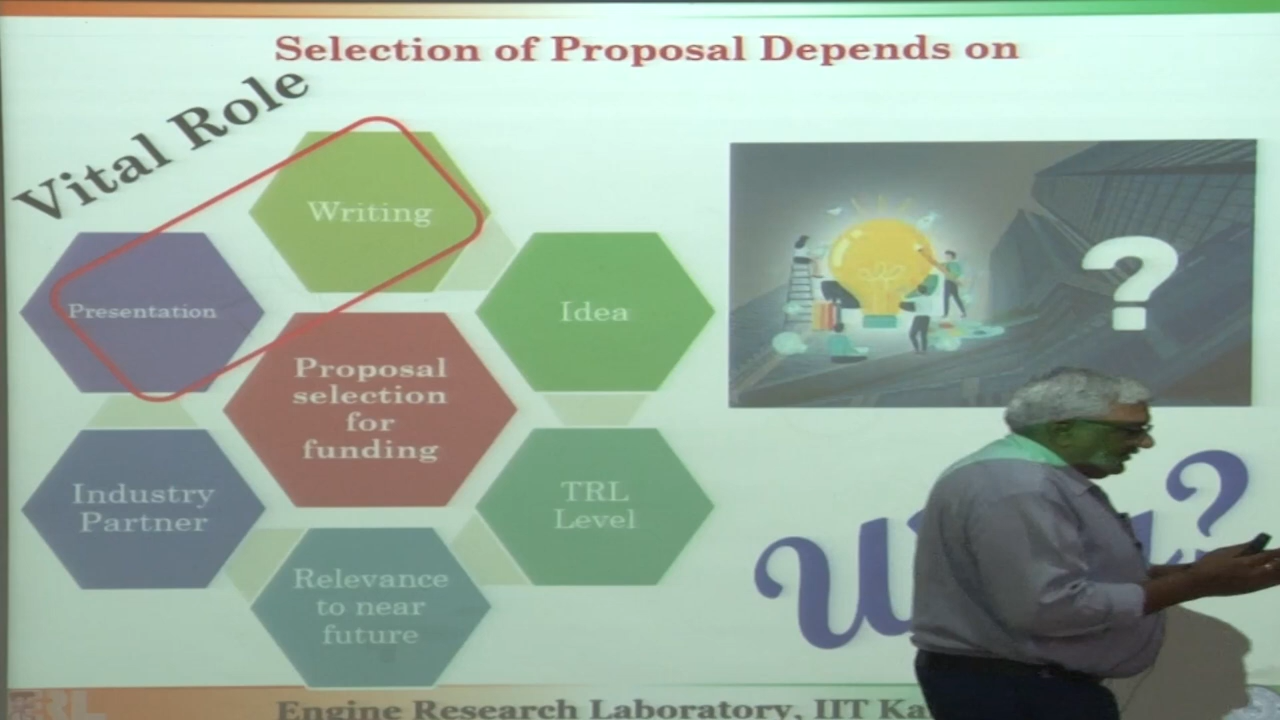 Selection of Proposal Depends on
Vital Role
Writing
Presentation
Idea
Proposal
selection
for
funding
Industry
Partner
TRL
Level
Relevance
to near
future
?
Engine Research Laboratory, IIT